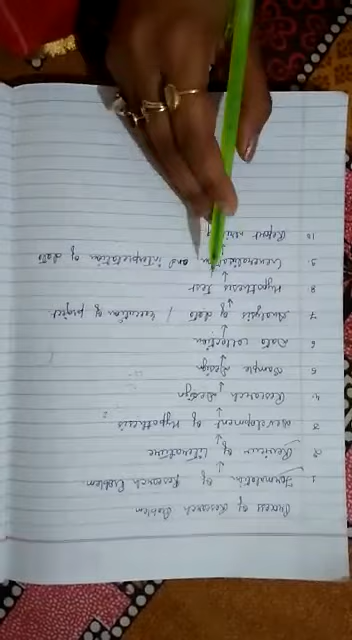 Process of Research Problem
1. Formulation of Research Problem
2. Review of Literature
3. Development of Hypothesis
4. Research Design
5. Sample Design
6. Data collection
7. Analysis of data / Execution of project
8. Hypothesis Test
9. Generalisation and intepretation of data
10. Report